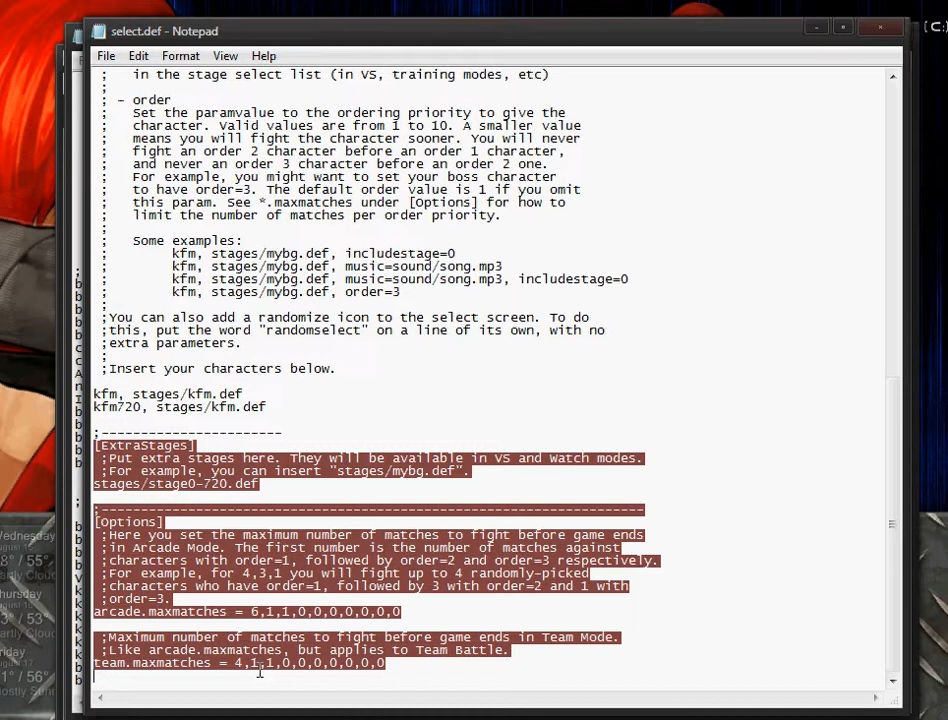 select.def - Notepad
File Edit Format View Help
; in the stage select list (in VS, training modes, etc)
;
; - order
; Set the paramvalue to the ordering priority to give the
; character. Valid values are from 1 to 10. A smaller value
; means you will fight the character sooner. You will never
; fight an order 2 character before an order 1 character,
; and never an order 3 character before an order 2 one.
; For example, you might want to set your boss character
; to have order=3. The default order value is 1 if you omit
; this param. See *.maxmatches under [Options] for how to
; limit the number of matches per order priority.
;
; Some examples:
; kfm, stages/mybg.def, includestage=0
; kfm, stages/mybg.def, music=sound/song.mp3
; kfm, stages/mybg.def, music=sound/song.mp3, includestage=0
; kfm, stages/mybg.def, order=3
;
;You can also add a randomize icon to the select screen. To do
;this, put the word "randomselect" on a line of its own, with no
;extra parameters.
;
;Insert your characters below.
kfm, stages/kfm.def
kfm720, stages/kfm.def
;-----------------------
[ExtraStages]
;Put extra stages here. They will be available in VS and Watch modes.
;For example, you can insert "stages/mybg.def".
stages/stage0-720.def
;---------------------------------------------------------------------
[Options]
;Here you set the maximum number of matches to fight before game ends
;in Arcade Mode. The first number is the number of matches against
;characters with order=1, followed by order=2 and order=3 respectively.
;For example, for 4,3,1 you will fight up to 4 randomly-picked
;characters who have order=1, followed by 3 with order=2 and 1 with
;order=3.
arcade.maxmatches = 6,1,1,0,0,0,0,0,0,0
;Maximum number of matches to fight before game ends in Team Mode.
;Like arcade.maxmatches, but applies to Team Battle.
team.maxmatches = 4,1,1,0,0,0,0,0,0,0